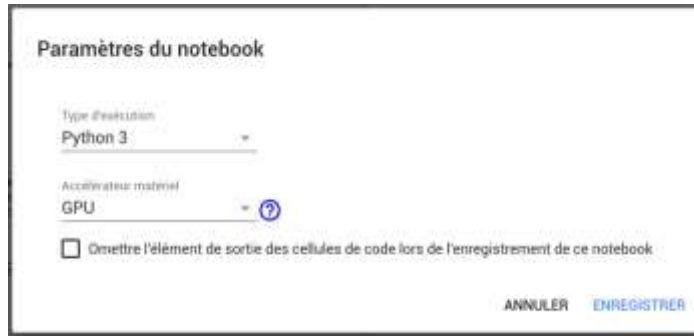 Paramètres du notebook
Type d'exécution
Python 3
Accélérateur matériel
GPU
Omettre l'élément de sortie des cellules de code lors de l'enregistrement de ce notebook
ANNULER ENREGISTRER